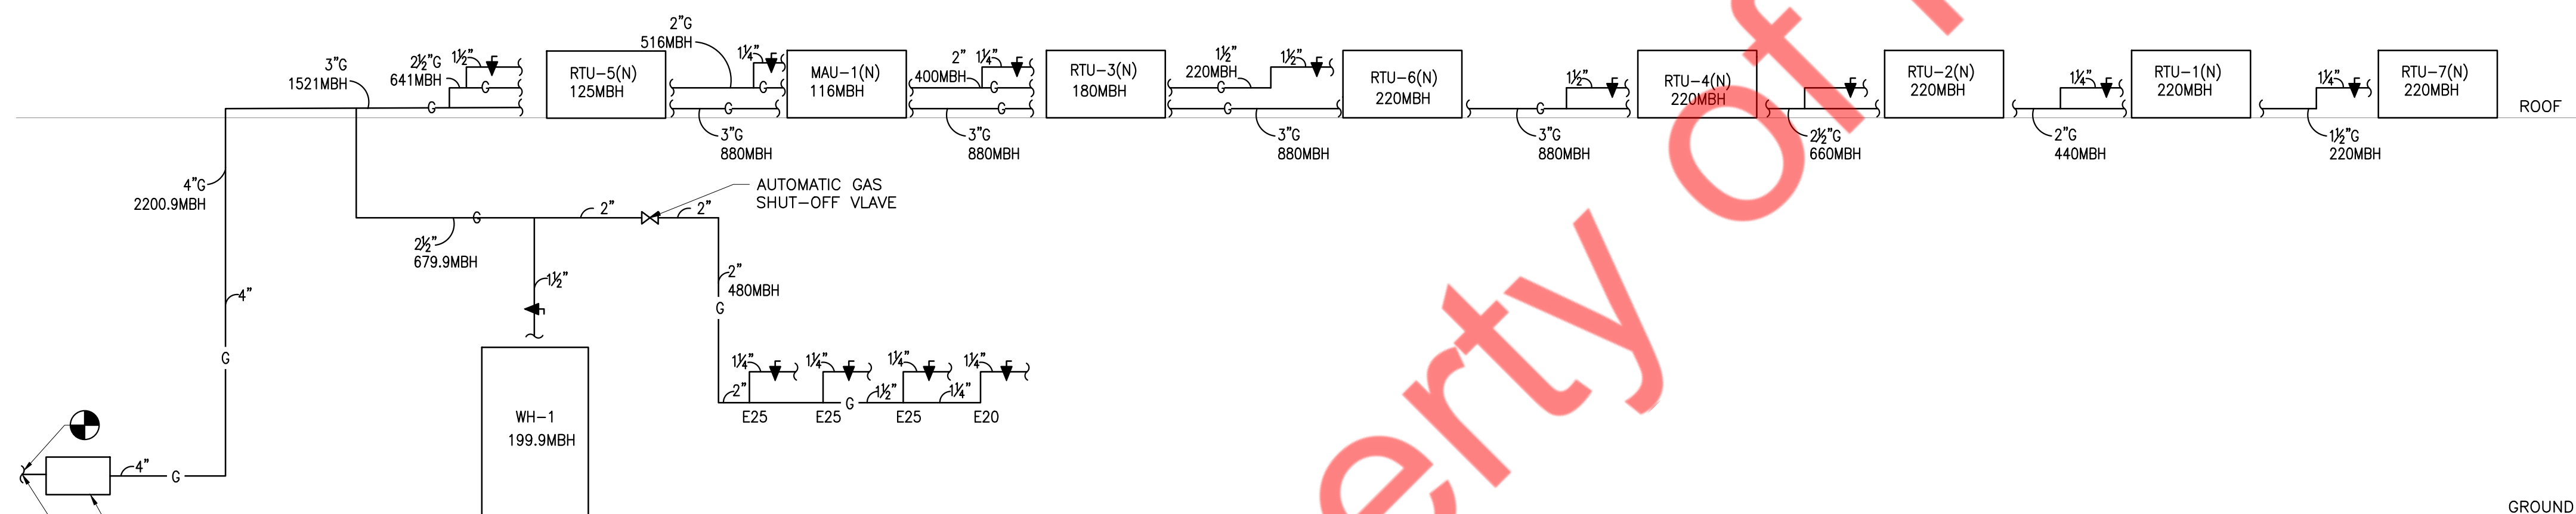 2"G
516MBH
3"G
1521MBH
2½"G
641MBH
1½"
G
G
RTU-5(N)
125MBH
1¼"
G
G
3"G
880MBH
MAU-1(N)
116MBH
2"
400MBH
1¼"
G
G
3"G
880MBH
RTU-3(N)
180MBH
1½"
220MBH
1½"
G
G
3"G
880MBH
RTU-6(N)
220MBH
1½"
G
3"G
880MBH
RTU-4(N)
220MBH
2½"G
660MBH
RTU-2(N)
220MBH
1¼"
2"G
440MBH
RTU-1(N)
220MBH
1¼"
1½"G
220MBH
RTU-7(N)
220MBH
ROOF
4"G
2200.9MBH
AUTOMATIC GAS
SHUT-OFF VLAVE
G
2"
2"
2½"
679.9MBH
1½"
2"
480MBH
4"
G
G
1¼"
1¼"
1¼"
1¼"
2"
G
1½"
1¼"
E25
E25
E25
E20
WH-1
199.9MBH
4"
G
GROUND
erty of